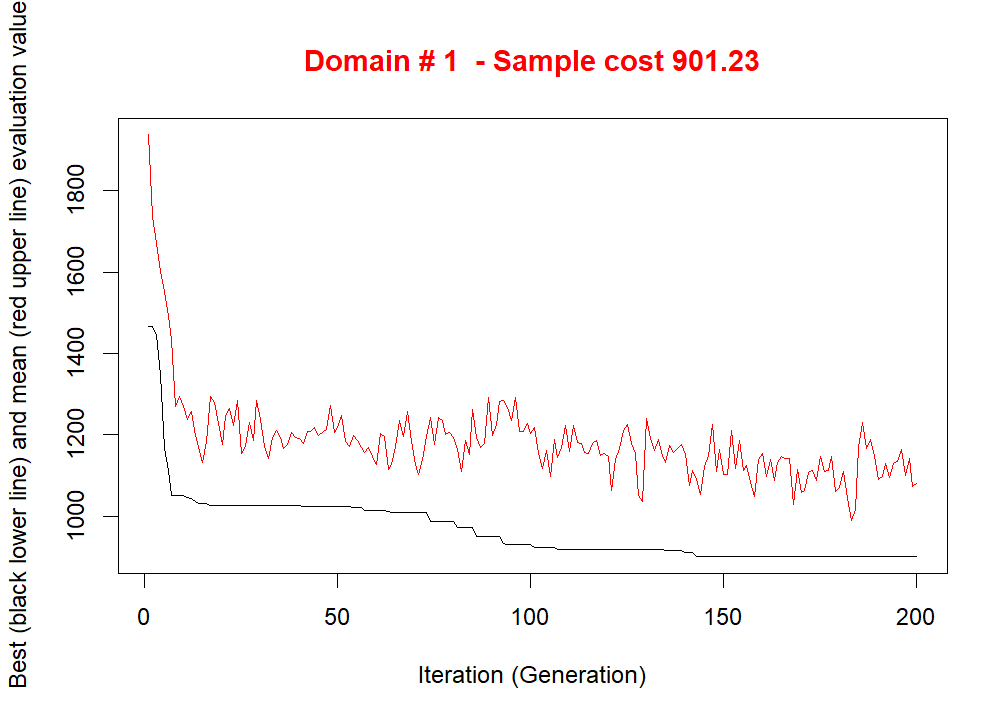 Domain # 1  - Sample cost 901.23
Best (black lower line) and mean (red upper line) evaluation value
1800
1600
1400
1200
1000
0 50 100 150 200
Iteration (Generation)